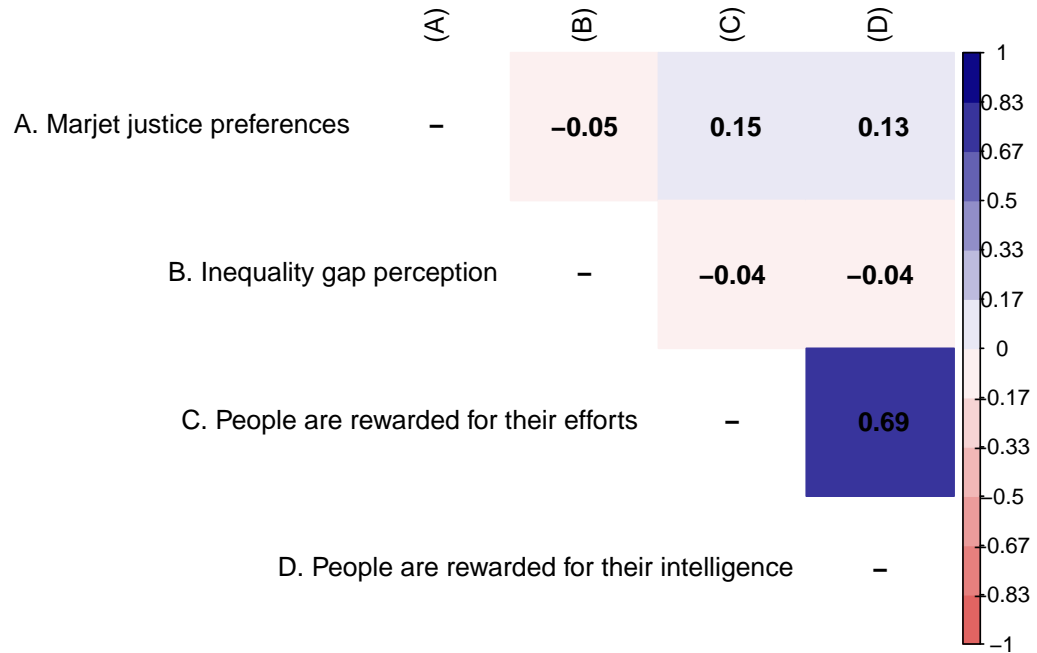 (A) (B) (C) (D)
A. Marjet justice preferences – −0.05 0.15 0.13
B. Inequality gap perception – −0.04 −0.04
C. People are rewarded for their efforts – 0.69
D. People are rewarded for their intelligence –
1
0.83
0.67
0.5
0.33
0.17
0
−0.17
−0.33
−0.5
−0.67
−0.83
−1